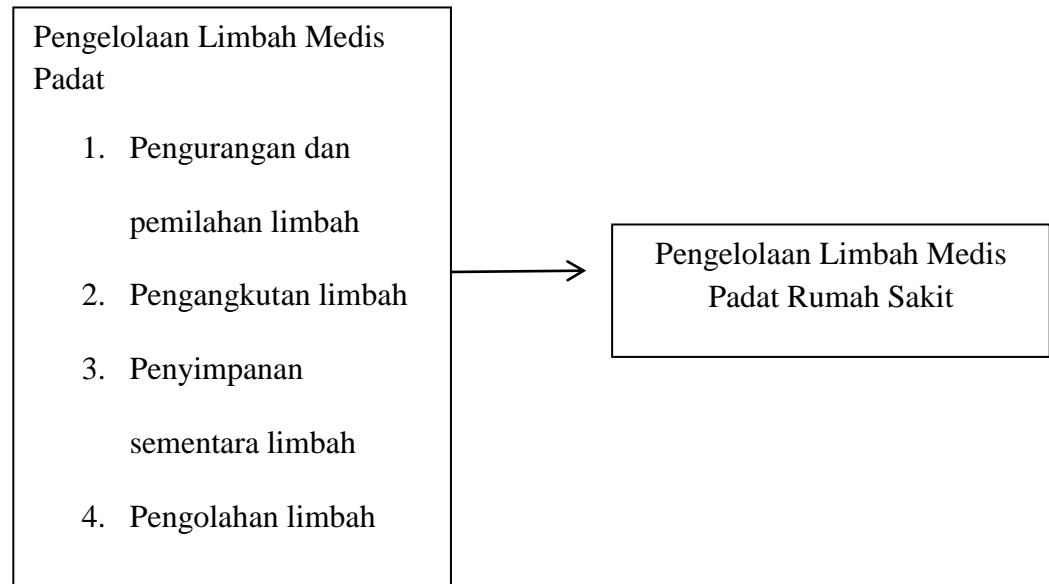 Pengelolaan Limbah Medis
Padat
1. Pengurangan dan
pemilahan limbah
2. Pengangkutan limbah
3. Penyimpanan
sementara limbah
4. Pengolahan limbah
Pengelolaan Limbah Medis
Padat Rumah Sakit